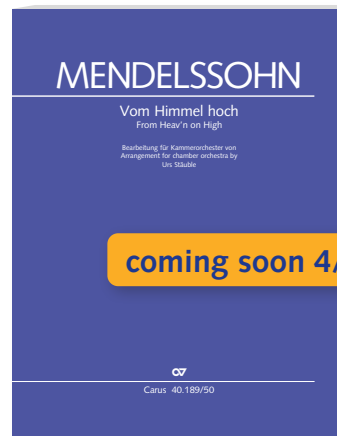 MENDELSSOHN
Vom Himmel hoch
From Heav'n on High
Bearbeitung für Kammerorchester von
Arrangement for chamber orchestra by
Urs Stäuble
coming soon 4/
Carus 40.189/50